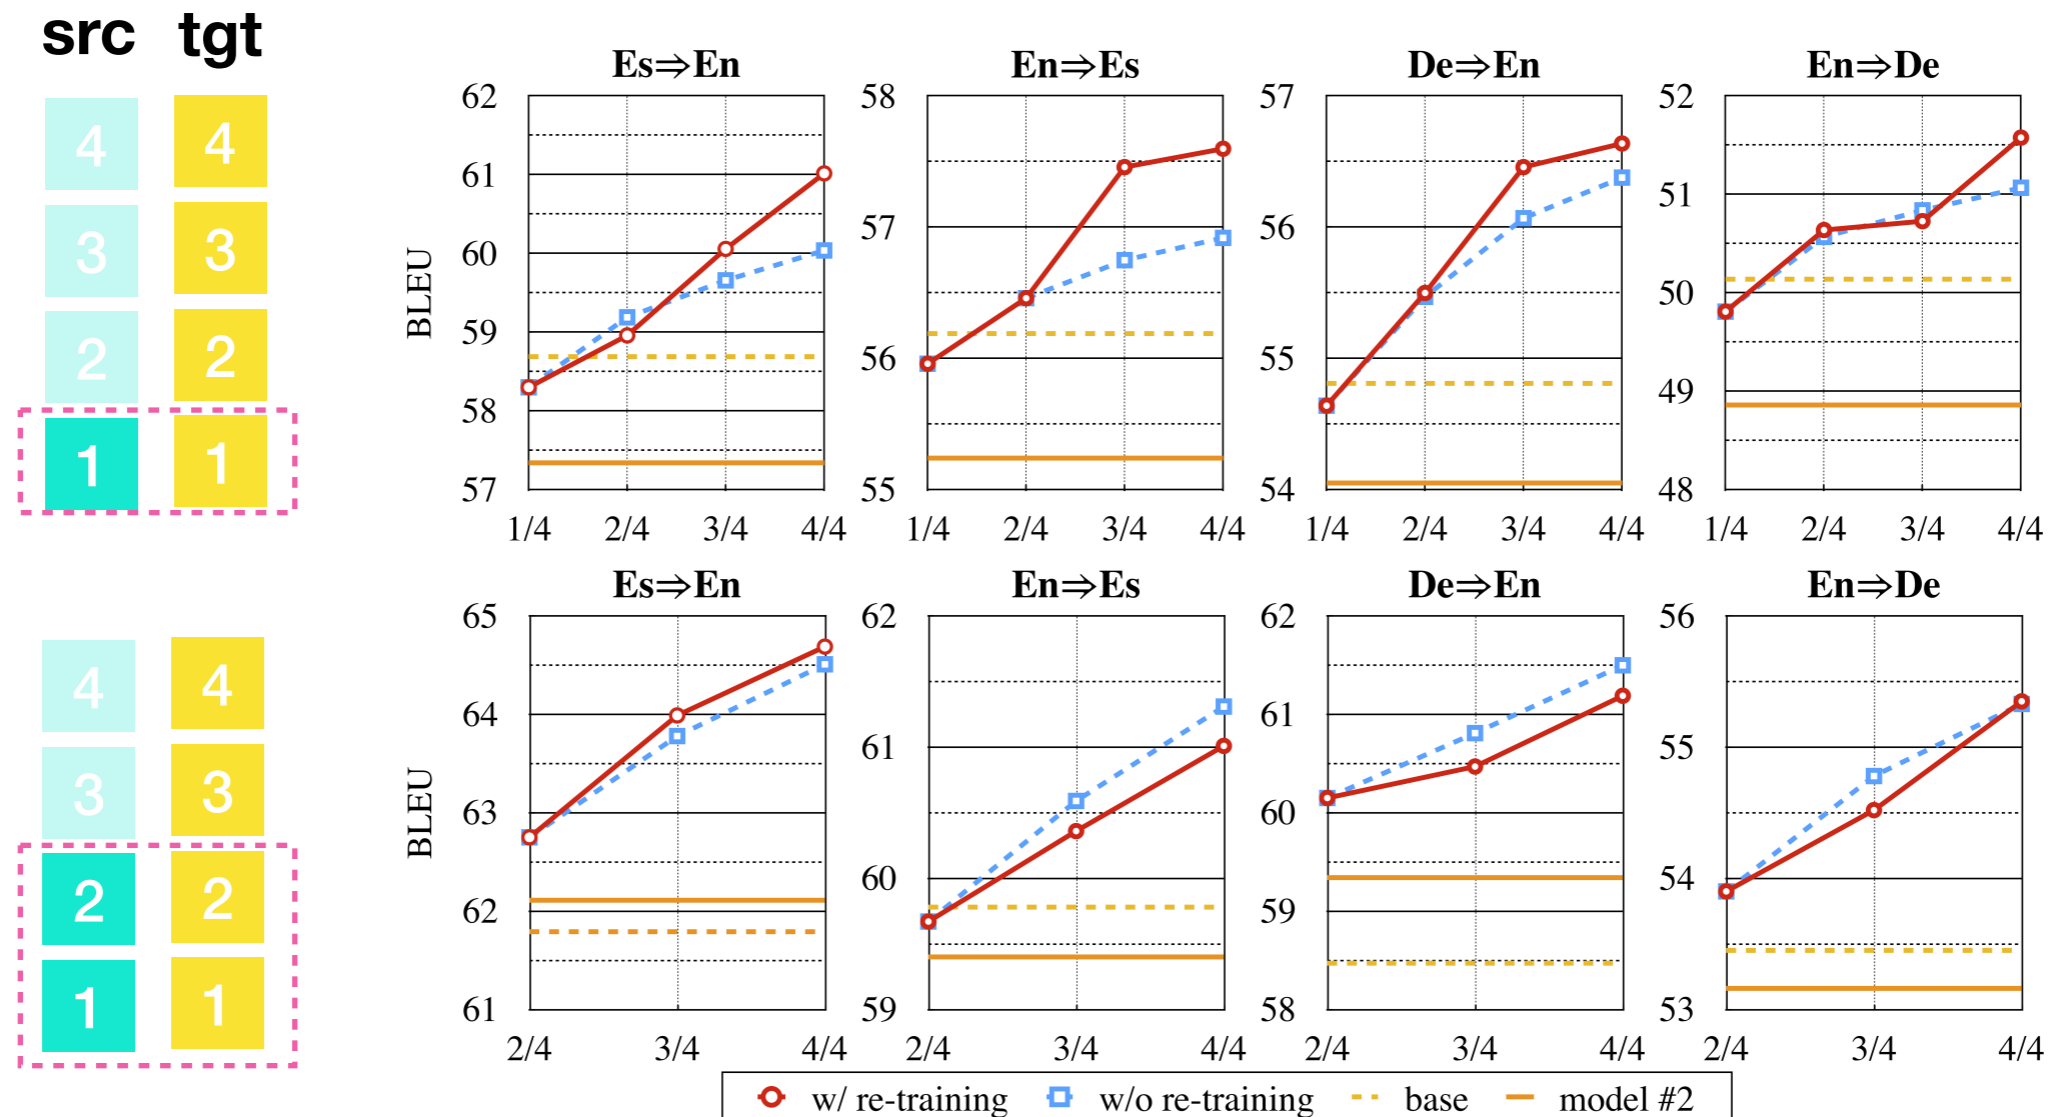 src tgt
4 4
3 3
2 2
1 1
4 4
3 3
2 2
1 1
Es⇒En
BLEU
62
61
60
59
58
57
1/4 2/4 3/4 4/4
En⇒Es
58
57
56
55
1/4 2/4 3/4 4/4
De⇒En
57
56
55
54
1/4 2/4 3/4 4/4
En⇒De
52
51
50
49
48
1/4 2/4 3/4 4/4
Es⇒En
BLEU
65
64
63
62
61
2/4 3/4 4/4
En⇒Es
62
61
60
59
2/4 3/4 4/4
De⇒En
62
61
60
59
58
2/4 3/4 4/4
En⇒De
56
55
54
53
2/4 3/4 4/4
w/ re-training w/o re-training base model #2